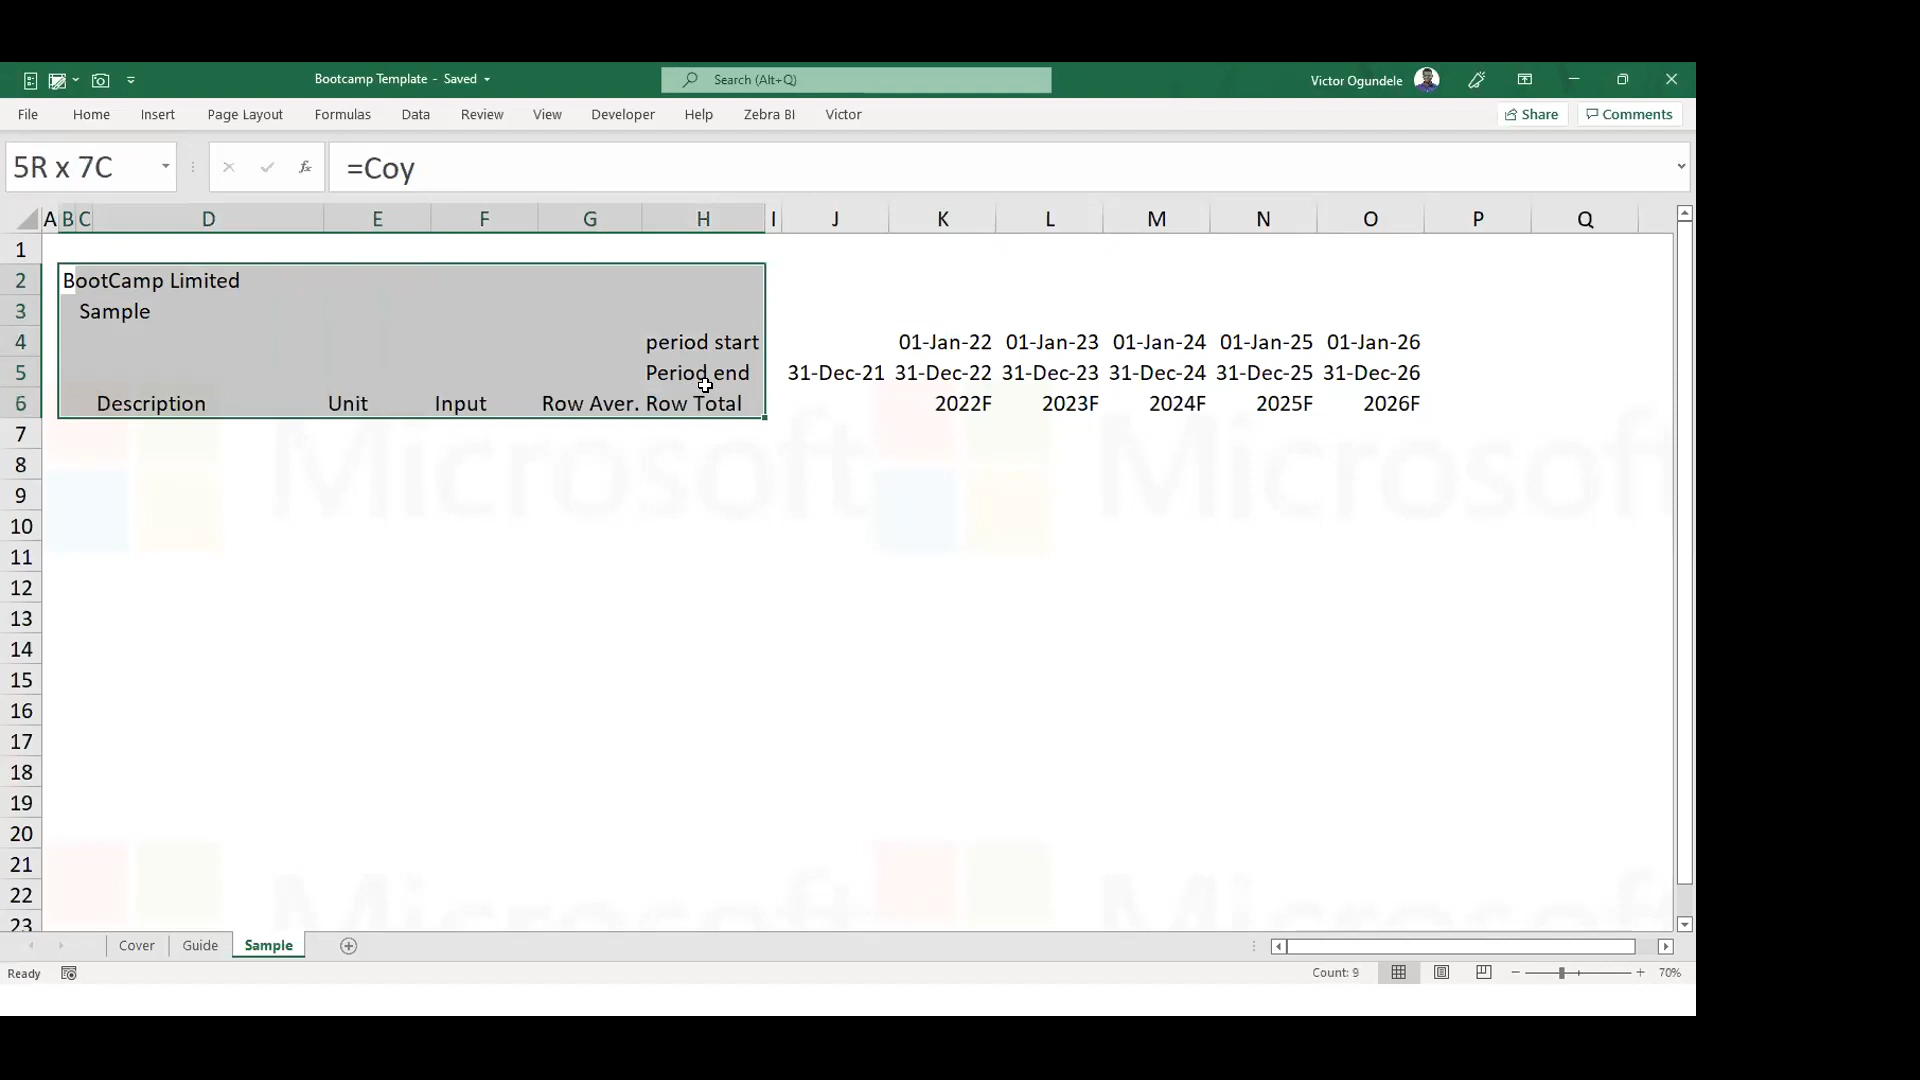 Bootcamp Template - Saved
Search (Alt+Q)
Victor Ogundele
File Home Insert Page Layout Formulas Data Review View Developer Help Zebra BI Victor Share Comments
5R x 7C fx =Coy
A B C D E F G H I J K L M N O P Q
1
2 BootCamp Limited
3 Sample
4 period start 01-Jan-22 01-Jan-23 01-Jan-24 01-Jan-25 01-Jan-26
5 Period end 31-Dec-21 31-Dec-22 31-Dec-23 31-Dec-24 31-Dec-25 31-Dec-26
6 Description Unit Input Row Aver. Row Total 2022F 2023F 2024F 2025F 2026F
7
8
9 Microsoft Microsoft
10
11
12
13
14
15
16
17
18
19
20
21
22 Microsoft Microsoft
23
Cover Guide Sample
Ready Count: 9 70%